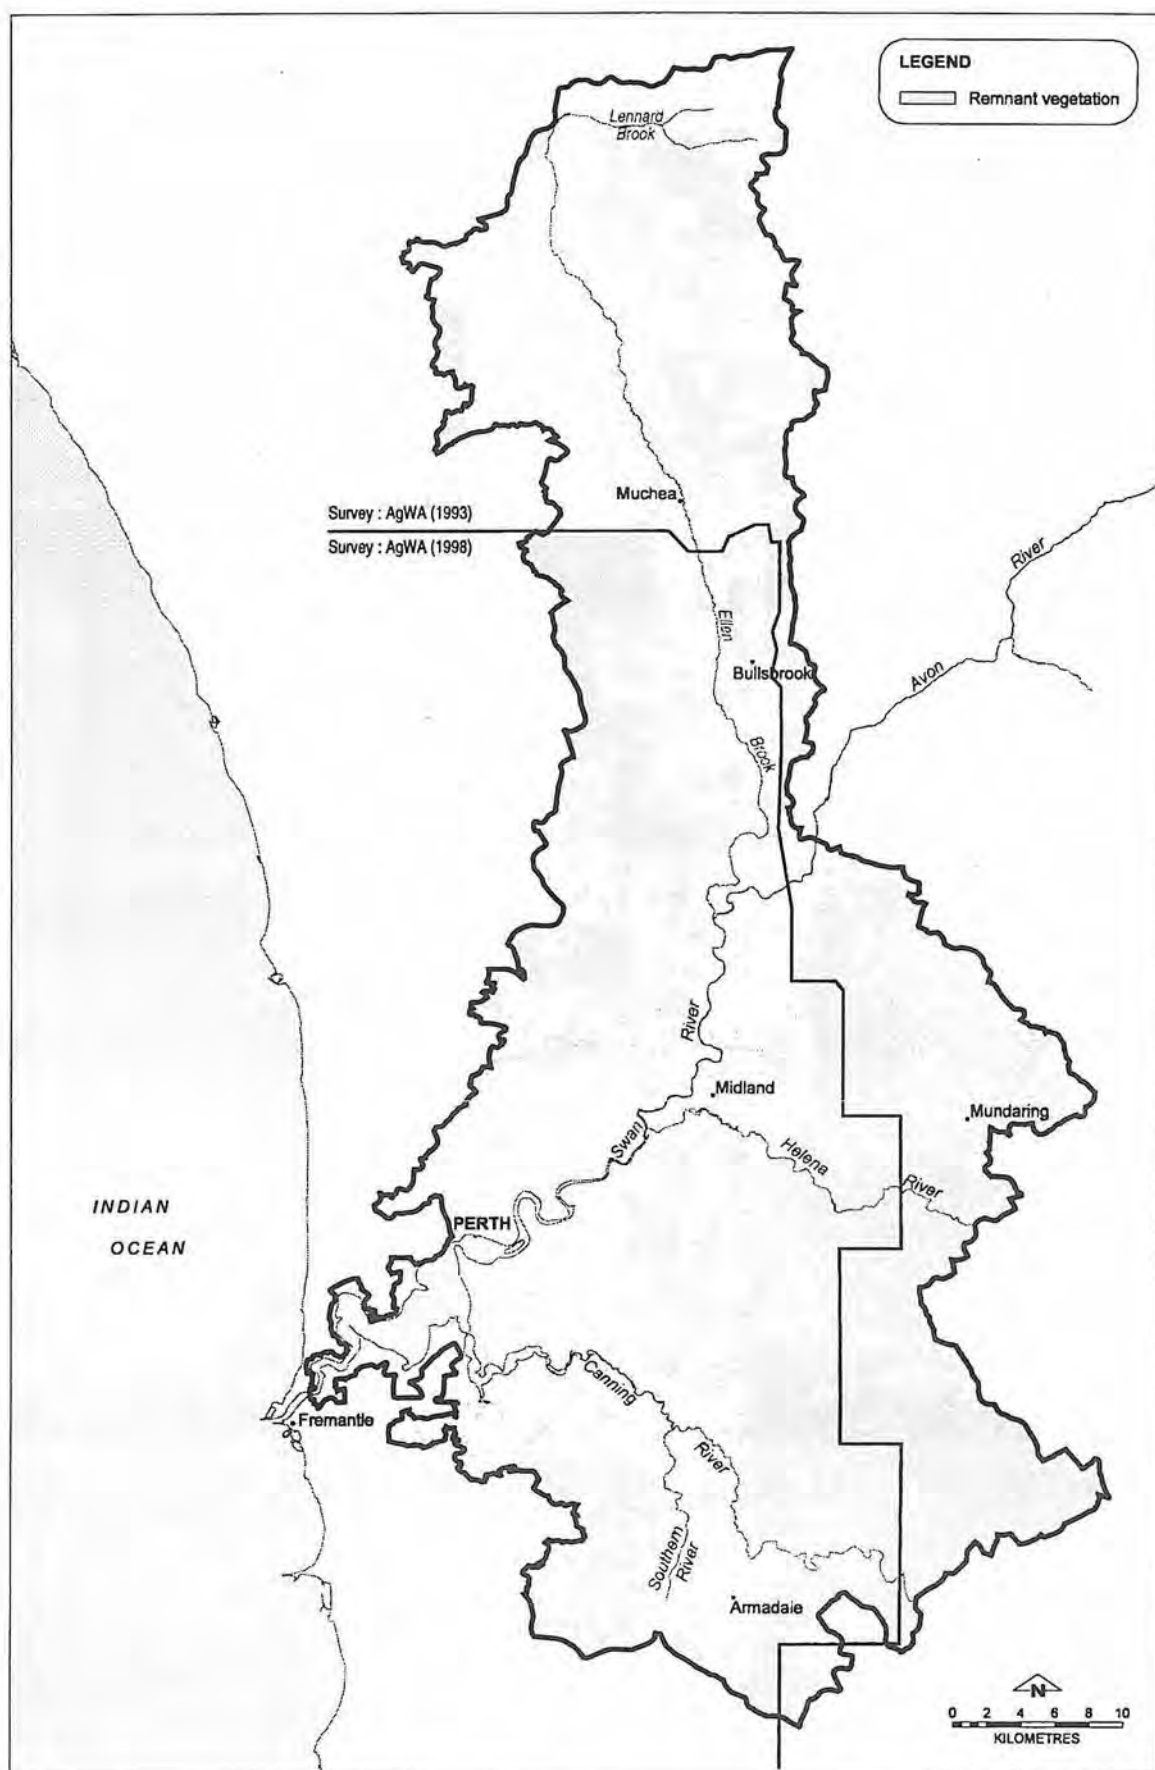 LEGEND
Remnant vegetation
Lennard
Brook
Muchea
Survey : AgWA (1993)
Survey : AgWA (1998)
River
Ellen
Bullsbrook
Avon
Brook
River
Midland
Mundaring
Swan
Helena
River
INDIAN
OCEAN
PERTH
Canning
Fremantle
River
Southern
River
Armadale
N
0 2 4 6 8 10
KILOMETRES